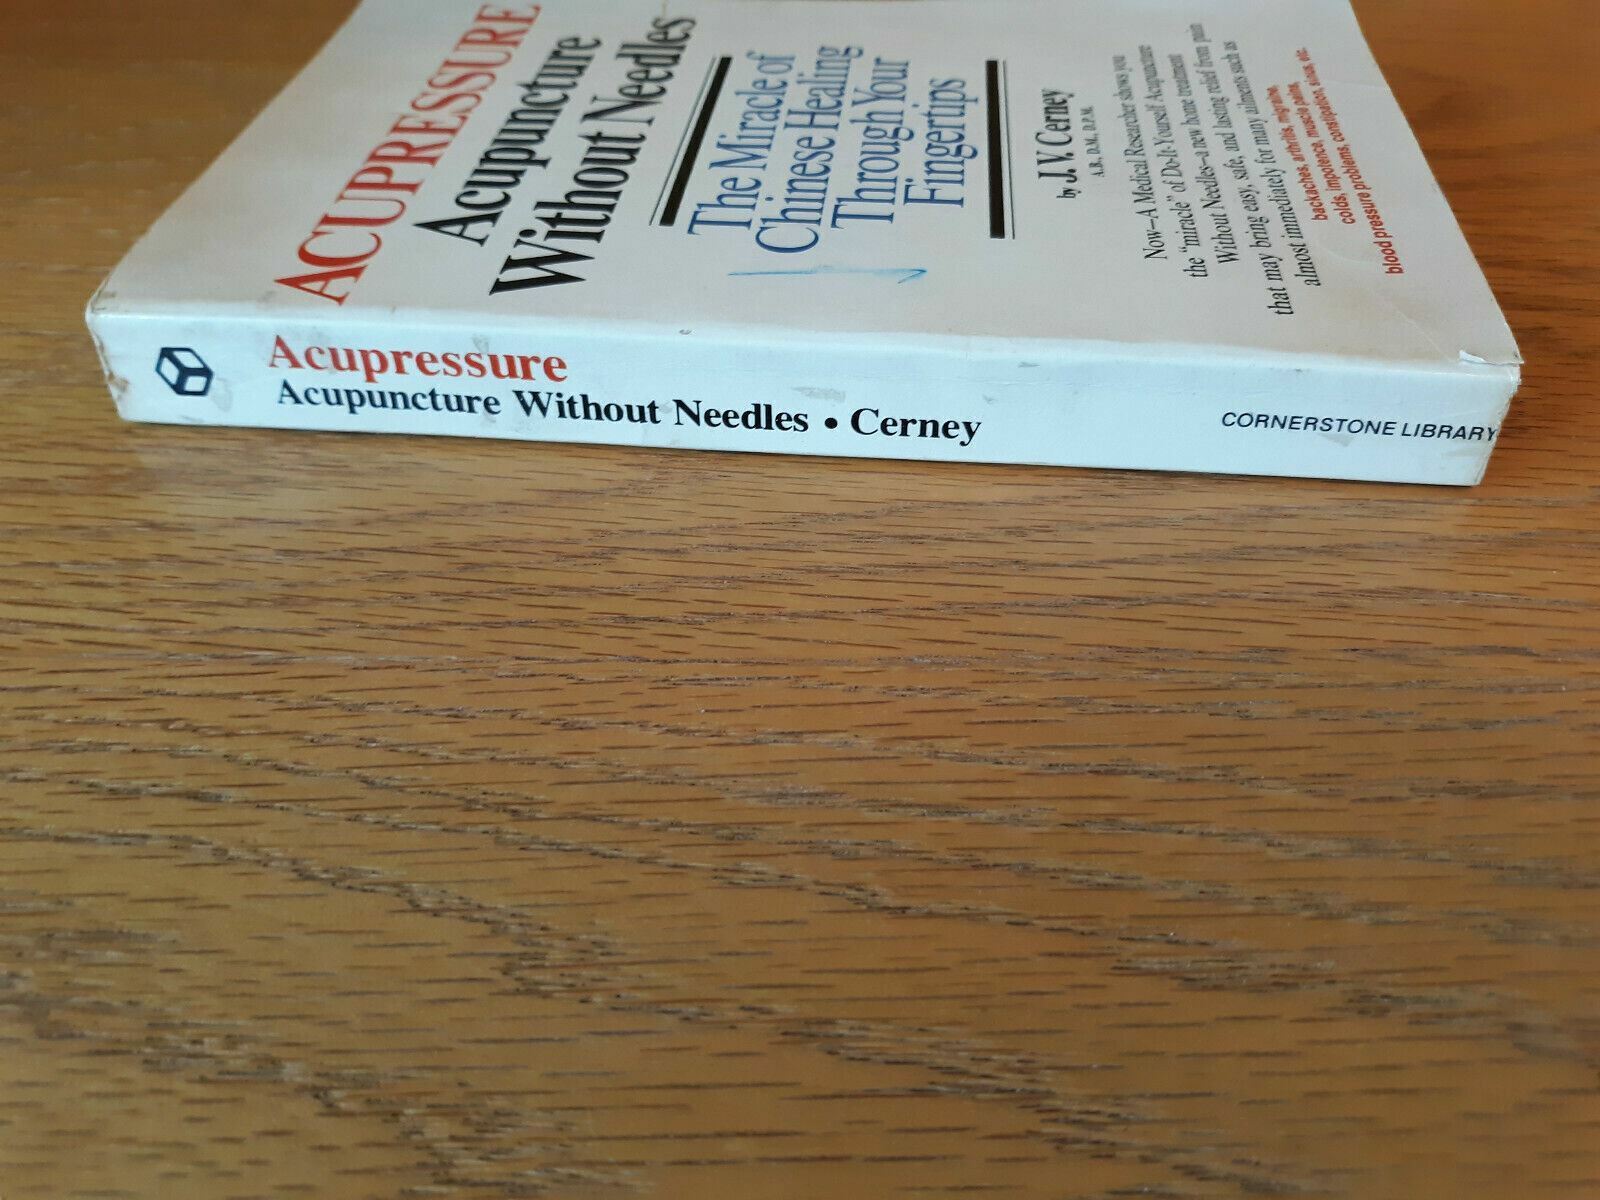 ACUPRESSURE
Acupuncture
Without Needles
The Miracle of
Chinese Healing
Through Your
Fingertips
by J. V. Cerney
A.B., D.M., D.P.M.
Now—A Medical Researcher shows you
the "miracle" of Do-It-Yourself Acupuncture
Without Needles—a new home treatment
that may bring easy, safe, and lasting relief from pain
almost immediately for many ailments such as
backaches, arthritis, migraine,
colds, impotence, muscle pains,
blood pressure problems, constipation, sinus, etc.
Acupressure
Acupuncture Without Needles • Cerney
CORNERSTONE LIBRARY